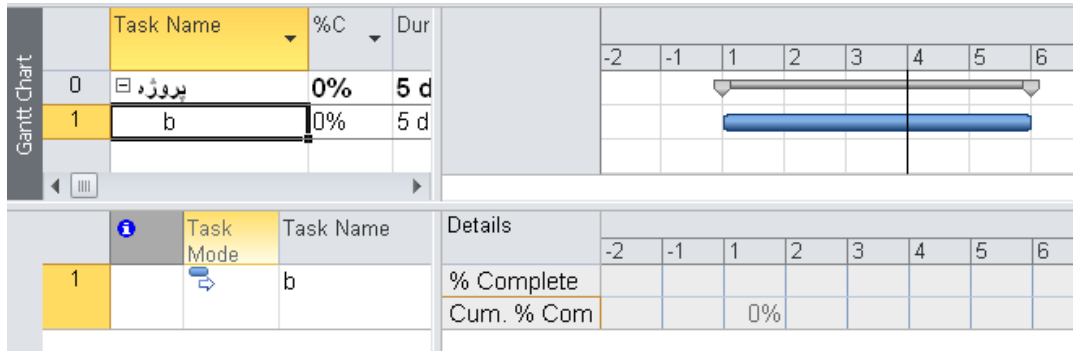 Task Name %C Dur
-2 -1 1 2 3 4 5 6
Gantt Chart
0 پروژه 0% 5 d
1 b 0% 5 d
Task Mode Task Name Details
-2 -1 1 2 3 4 5 6
1 b % Complete
Cum. % Com 0%